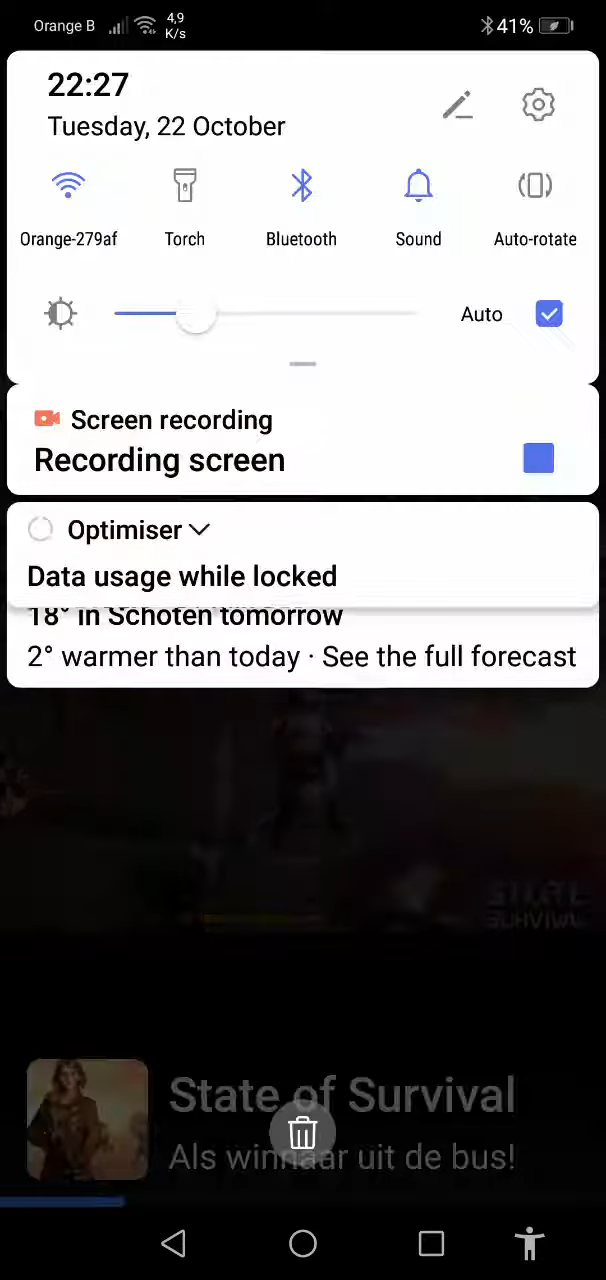 Orange B 4,9 K/s 41%
22:27
Tuesday, 22 October
Orange-279af Torch Bluetooth Sound Auto-rotate
Auto
Screen recording
Recording screen
Optimiser
Data usage while locked
18° in Schoten tomorrow
2° warmer than today · See the full forecast
STATE
SURVIVAL
State of Survival
Als winnaar uit de bus!